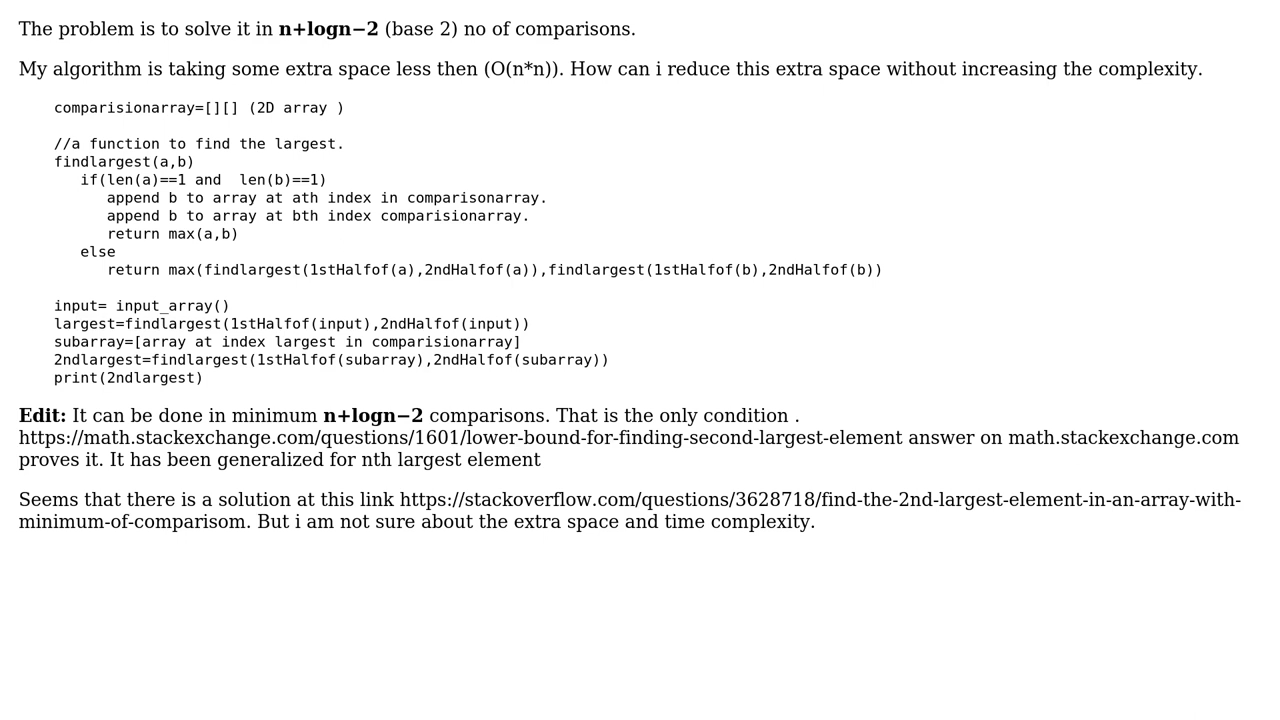 The problem is to solve it in n+logn−2 (base 2) no of comparisons.
My algorithm is taking some extra space less then (O(n*n)). How can i reduce this extra space without increasing the complexity.
comparisionarray=[][] (2D array )
//a function to find the largest.
findlargest(a,b)
   if(len(a)==1 and  len(b)==1)
      append b to array at ath index in comparisonarray.
      append b to array at bth index comparisionarray.
      return max(a,b)
   else
      return max(findlargest(1stHalfof(a),2ndHalfof(a)),findlargest(1stHalfof(b),2ndHalfof(b))
input= input_array()
largest=findlargest(1stHalfof(input),2ndHalfof(input))
subarray=[array at index largest in comparisionarray]
2ndlargest=findlargest(1stHalfof(subarray),2ndHalfof(subarray))
print(2ndlargest)
Edit: It can be done in minimum n+logn−2 comparisons. That is the only condition .
https://math.stackexchange.com/questions/1601/lower-bound-for-finding-second-largest-element answer on math.stackexchange.com
proves it. It has been generalized for nth largest element
Seems that there is a solution at this link https://stackoverflow.com/questions/3628718/find-the-2nd-largest-element-in-an-array-with-
minimum-of-comparisom. But i am not sure about the extra space and time complexity.